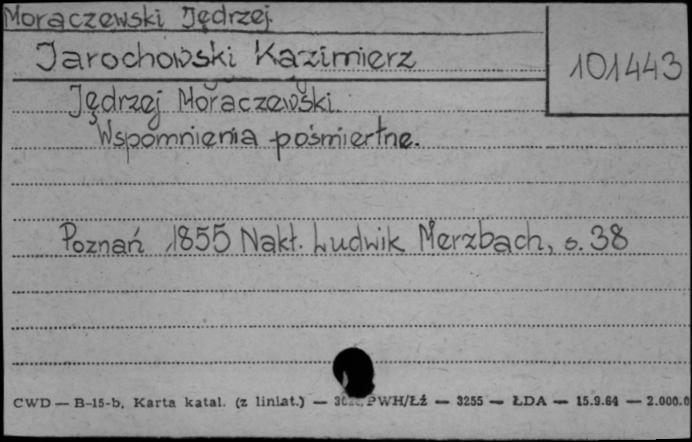 Moraczewski Jędrzej.
Jarochowski Kazimierz
101443
Jędrzej Moraczewski.
Wspomnienia pośmiertne.
Poznań 1855 Nakł. Ludwik Merzbach, s. 38
CWD — B-15-b, Karta katal. (z liniat.) — PWH/Łź — 3255 — ŁDA — 15.9.64 — 2.000.0